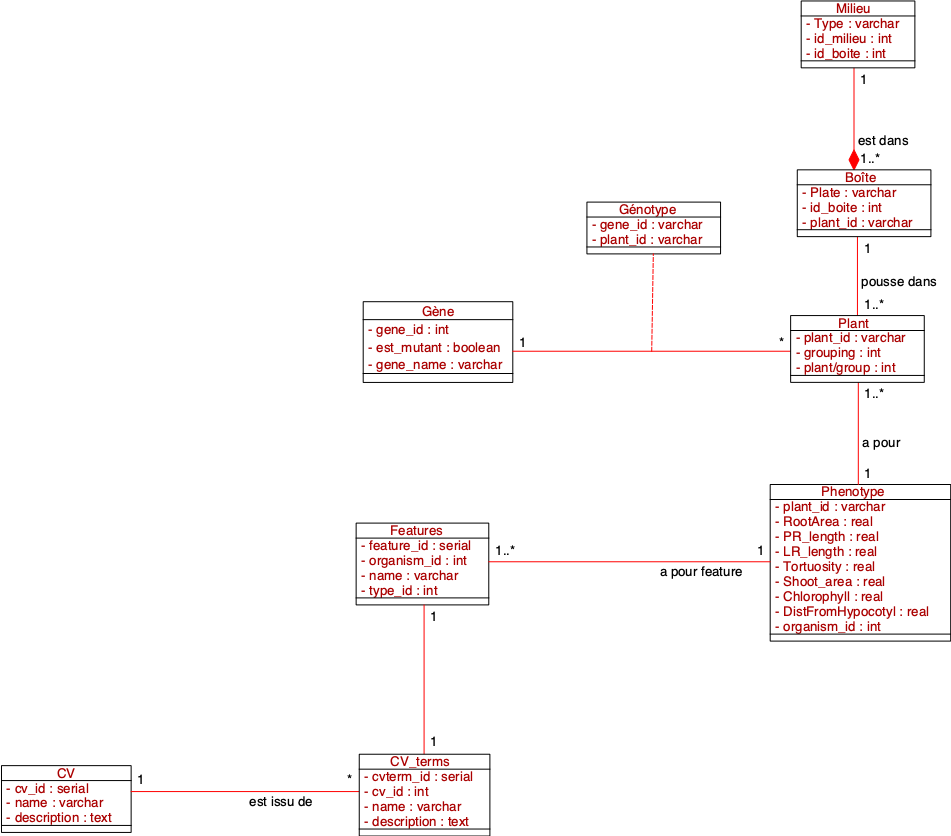 Milieu
- Type : varchar
- id_milieu : int
- id_boite : int
1
est dans
1..*
Boîte
- Plate : varchar
- id_boite : int
- plant_id : varchar
1
pousse dans
1..*
Génotype
- gene_id : varchar
- plant_id : varchar
Gène
- gene_id : int
- est_mutant : boolean
- gene_name : varchar
1
*
Plant
- plant_id : varchar
- grouping : int
- plant/group : int
1..*
a pour
1
Phenotype
- plant_id : varchar
- RootArea : real
- PR_length : real
- LR_length : real
- Tortuosity : real
- Shoot_area : real
- Chlorophyll : real
- DistFromHypocotyl : real
- organism_id : int
Features
- feature_id : serial
- organism_id : int
- name : varchar
- type_id : int
1..*
1
a pour feature
1
1
CV_terms
- cvterm_id : serial
- cv_id : int
- name : varchar
- description : text
CV
- cv_id : serial
- name : varchar
- description : text
1
*
est issu de